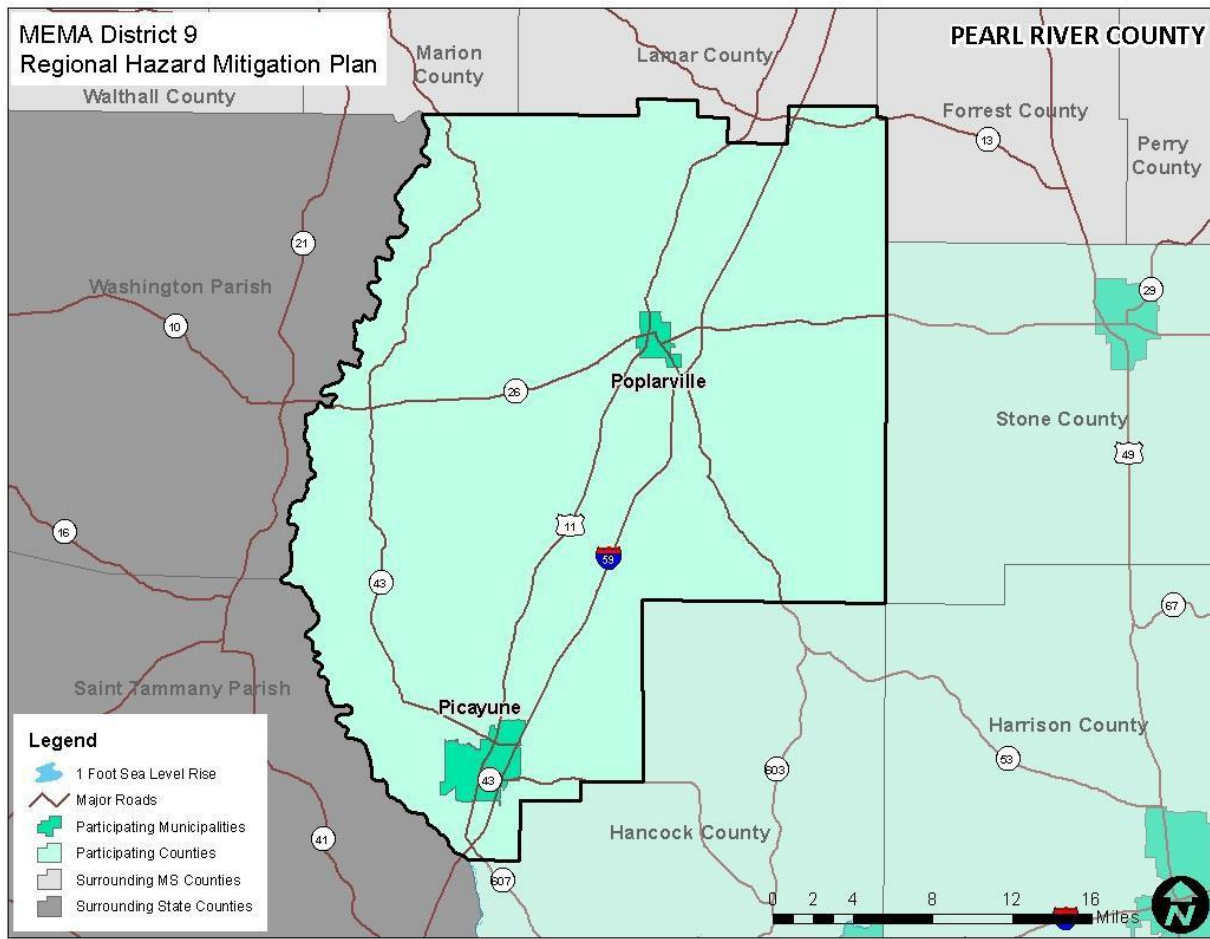 MEMA District 9
Regional Hazard Mitigation Plan
PEARL RIVER COUNTY
Marion
County
Lamar County
Walthall County
Forrest County
13
Perry
County
21
Washington Parish
29
10
Poplarville
26
Stone County
49
11
16
59
43
67
Saint Tammany Parish
Picayune
Harrison County
53
603
43
Hancock County
41
607
Legend
1 Foot Sea Level Rise
Major Roads
Participating Municipalities
Participating Counties
Surrounding MS Counties
Surrounding State Counties
0 2 4 8 12 16
Miles
N